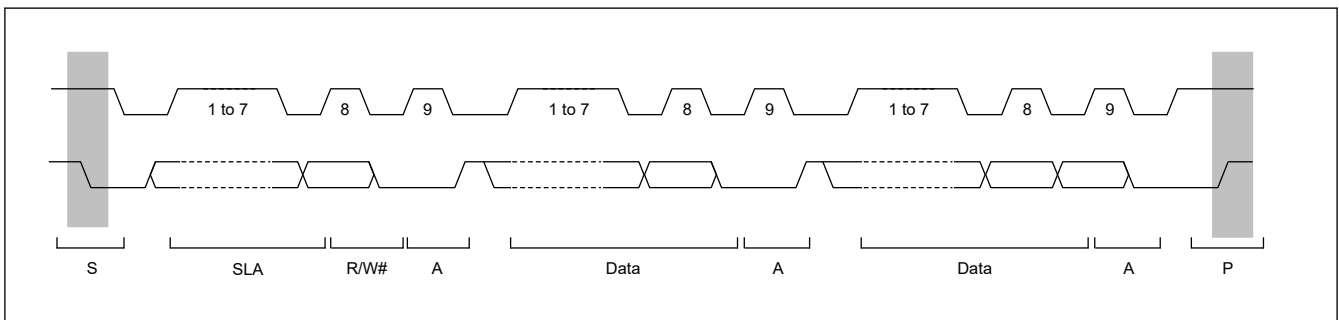 1 to 7 8 9 1 to 7 8 9 1 to 7 8 9
S SLA R/W# A Data A Data A P